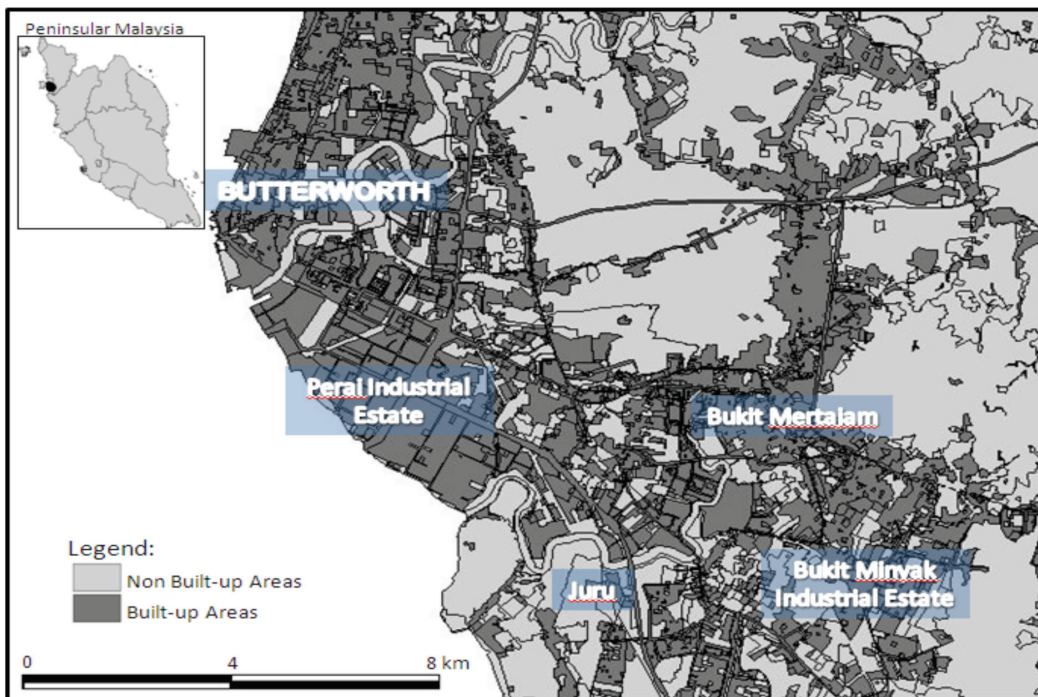 Peninsular Malaysia
BUTTERWORTH
Perai Industrial
Estate
Bukit Mertajam
Bukit Minyak
Industrial Estate
Juru
Legend:
Non Built-up Areas
Built-up Areas
0 4 8 km